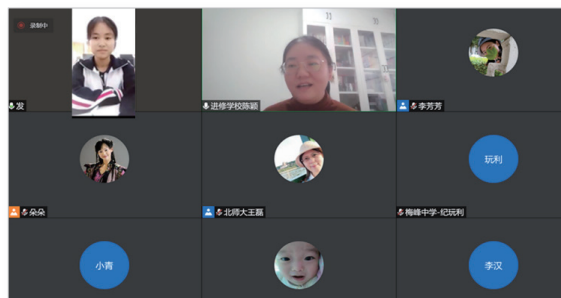 录制中
发
进修学校陈颖
李芳芳
朵朵
北师大王磊
玩利
梅峰中学-纪玩利
小青
李汉